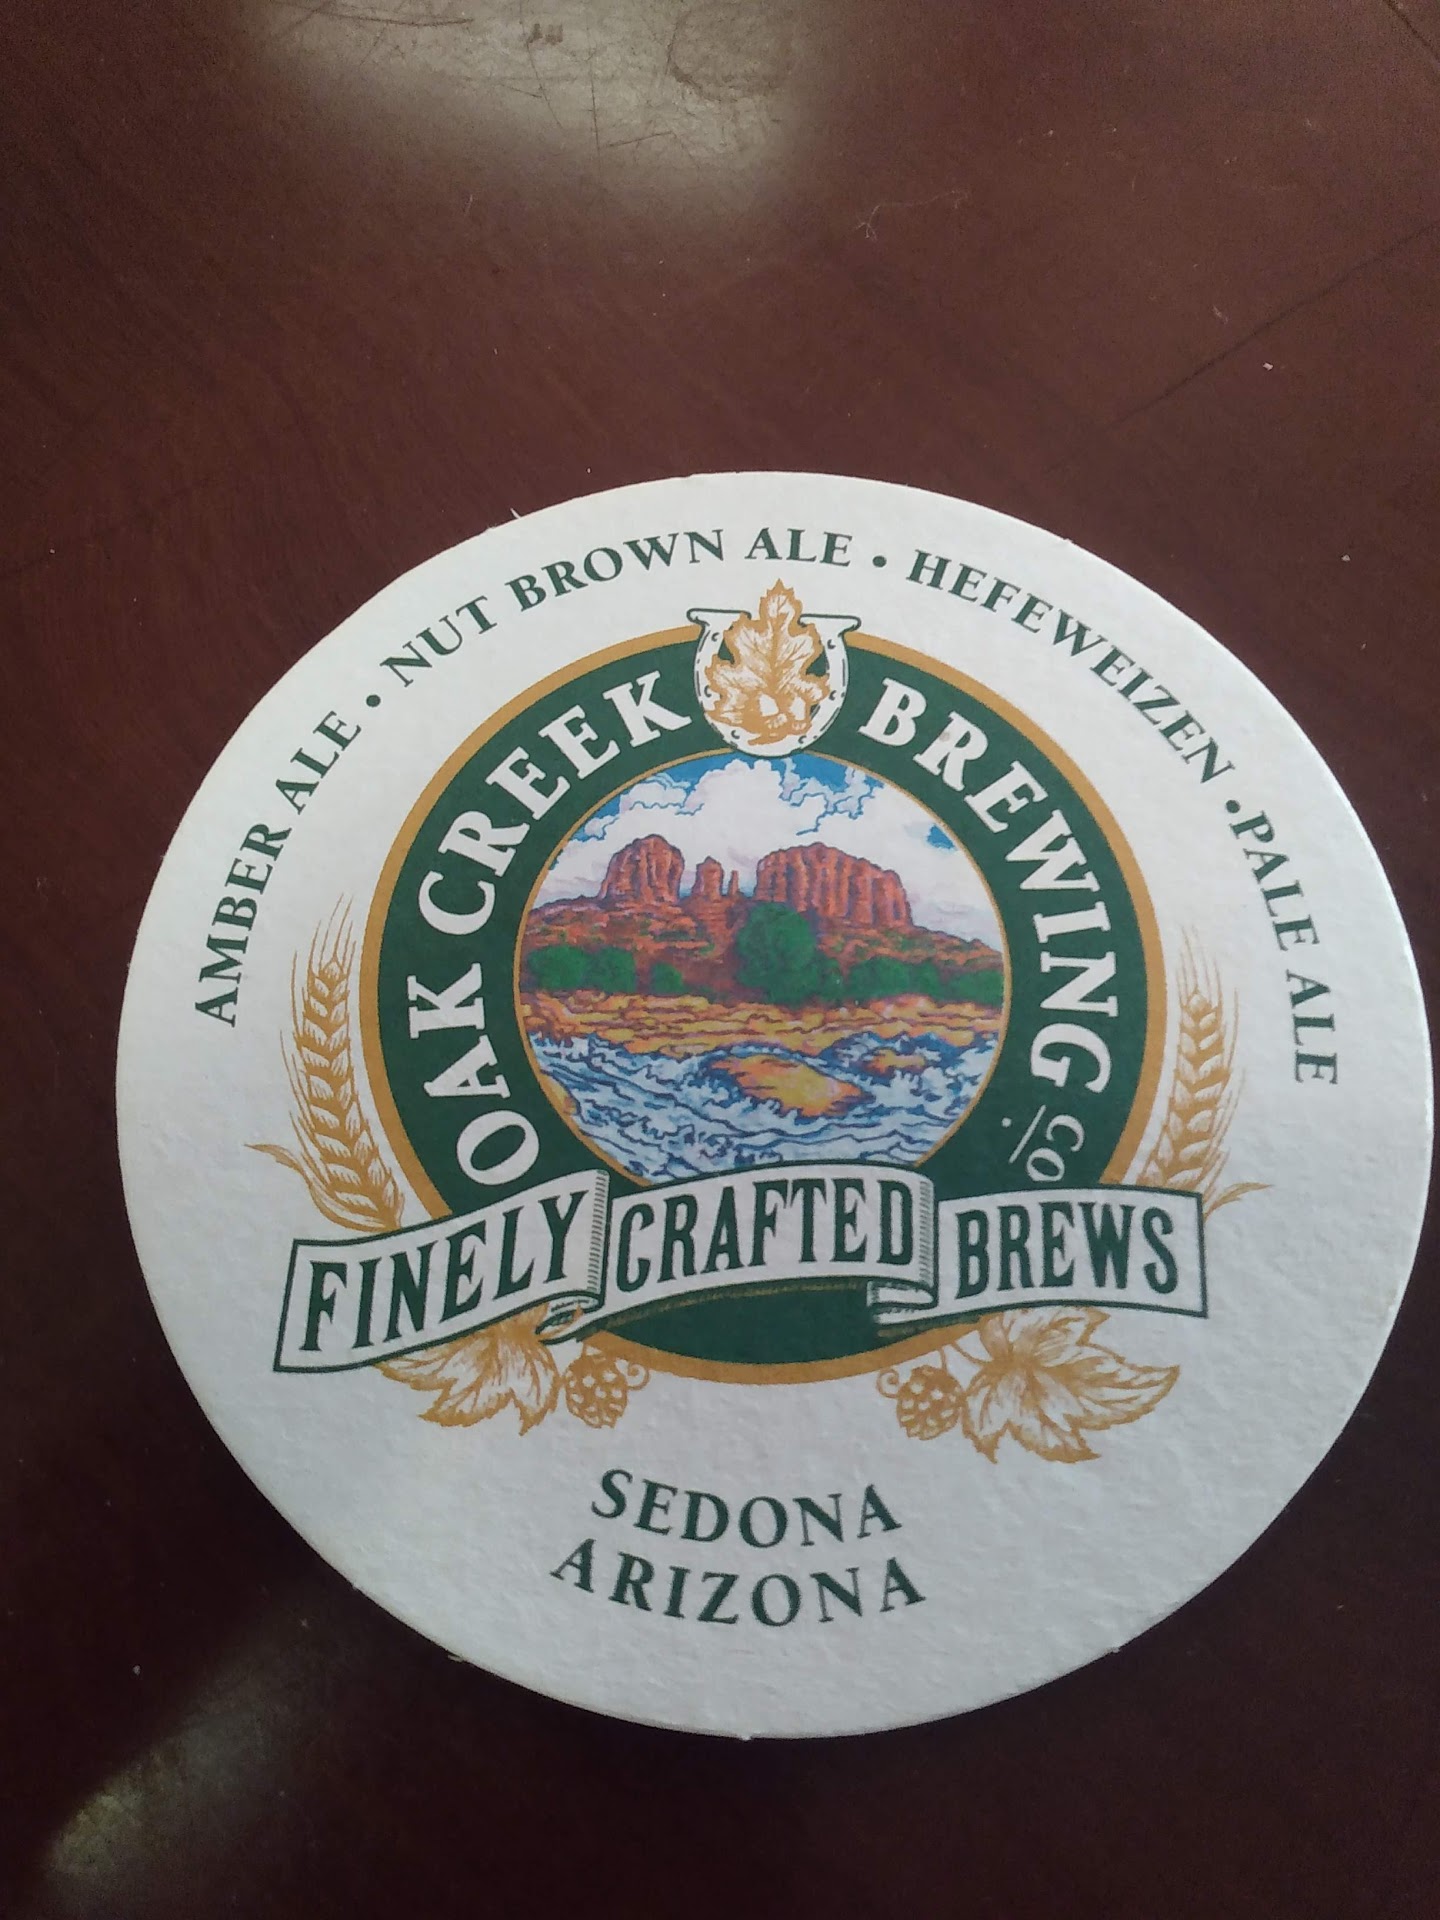 AMBER ALE • NUT BROWN ALE • HEFEWEIZEN • PALE ALE
OAK CREEK BREWING Co.
FINELY CRAFTED BREWS
SEDONA
ARIZONA